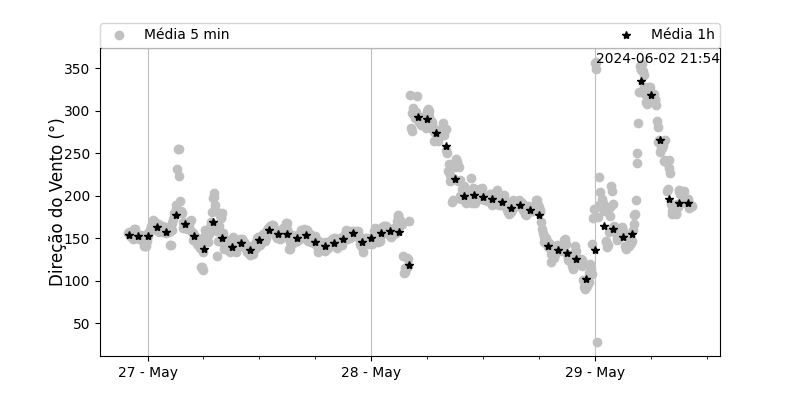 Média 5 min
Média 1h
2024-06-02 21:54
Direção do Vento (°)
350
300
250
200
150
100
50
27 - May
28 - May
29 - May